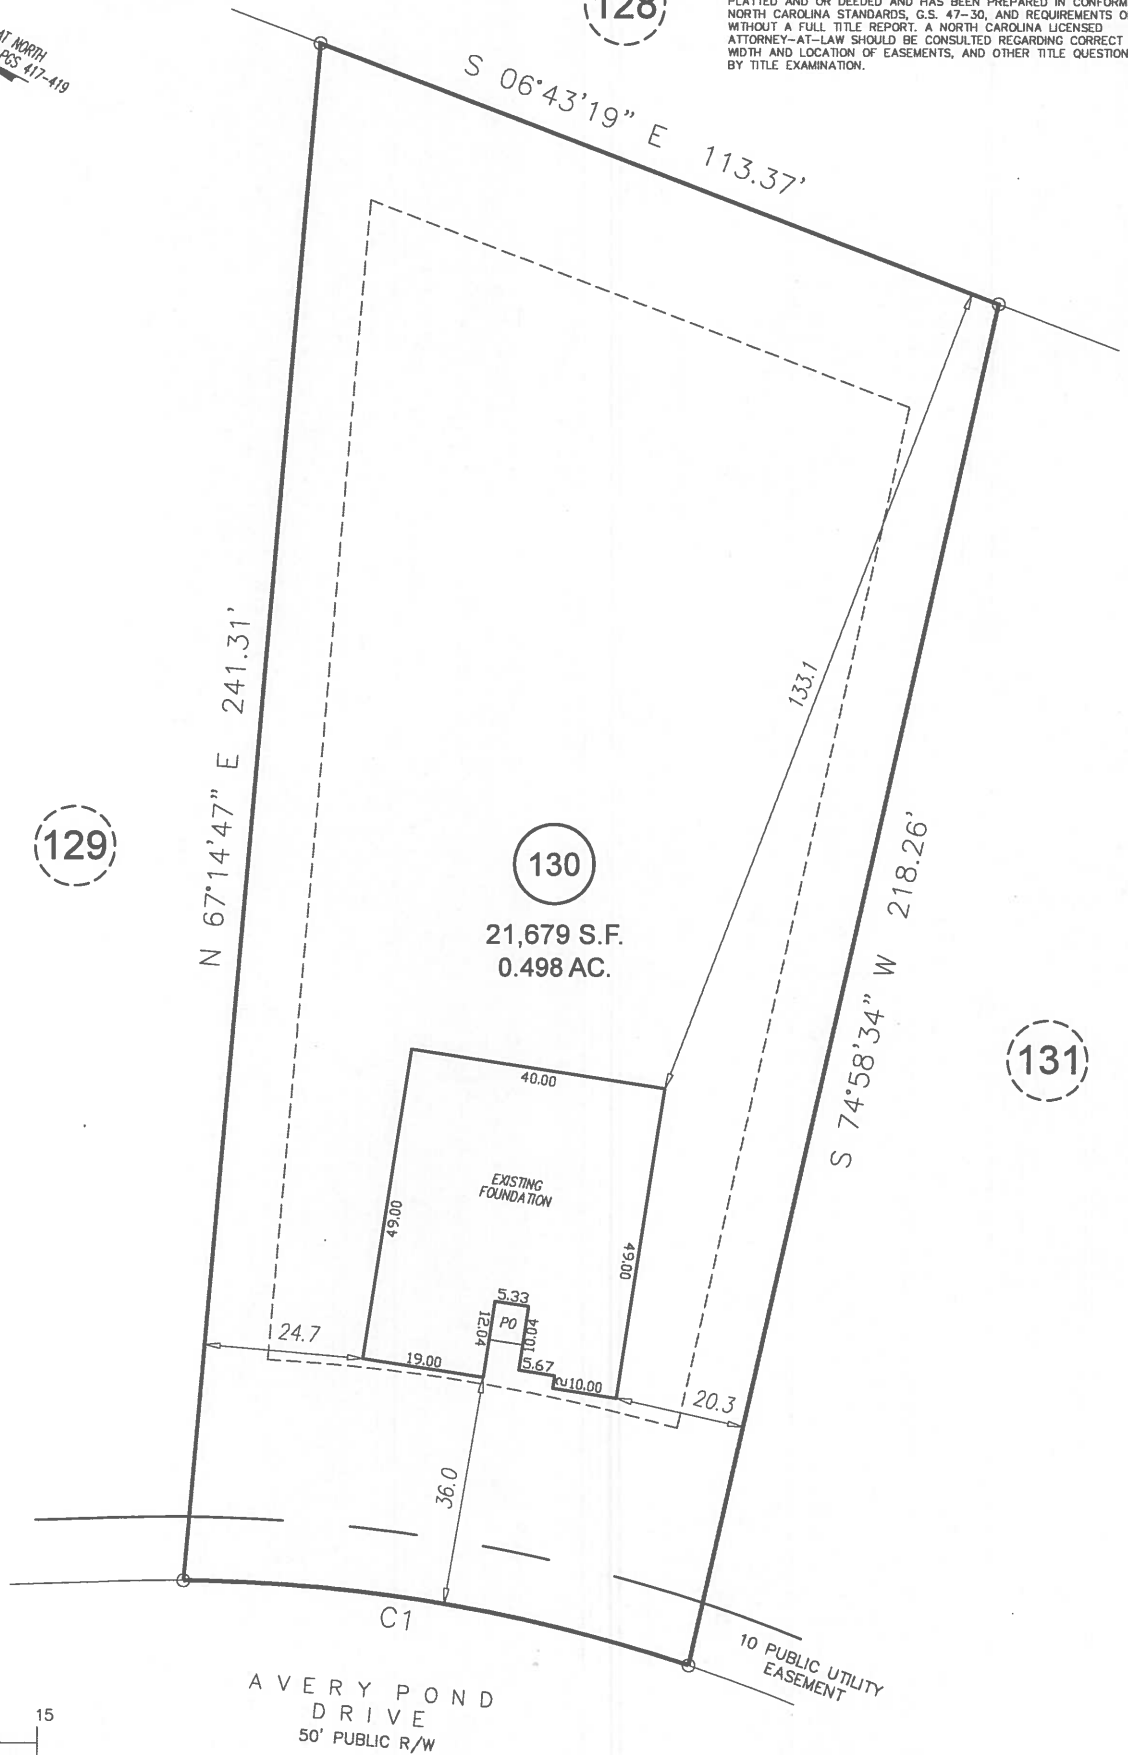 128
PLATTED AND OR DEEDED AND HAS BEEN PREPARED IN CONFORM
NORTH CAROLINA STANDARDS, G.S. 47-30, AND REQUIREMENTS O
WITHOUT A FULL TITLE REPORT. A NORTH CAROLINA LICENSED
ATTORNEY-AT-LAW SHOULD BE CONSULTED REGARDING CORRECT
WIDTH AND LOCATION OF EASEMENTS, AND OTHER TITLE QUESTION
BY TITLE EXAMINATION.
AT NORTH
PGS 417-419
S 06°43'19" E 113.37'
N 67°14'47" E 241.31'
133.1
S 74°58'34" W 218.26'
129
130
21,679 S.F.
0.498 AC.
131
40.00
EXISTING
FOUNDATION
49.00
49.00
5.33
12.04
PO
10.04
24.7
19.00
5.67
2
10.00
20.3
36.0
C1
10 PUBLIC UTILITY
EASEMENT
AVERY POND
DRIVE
50' PUBLIC R/W
15